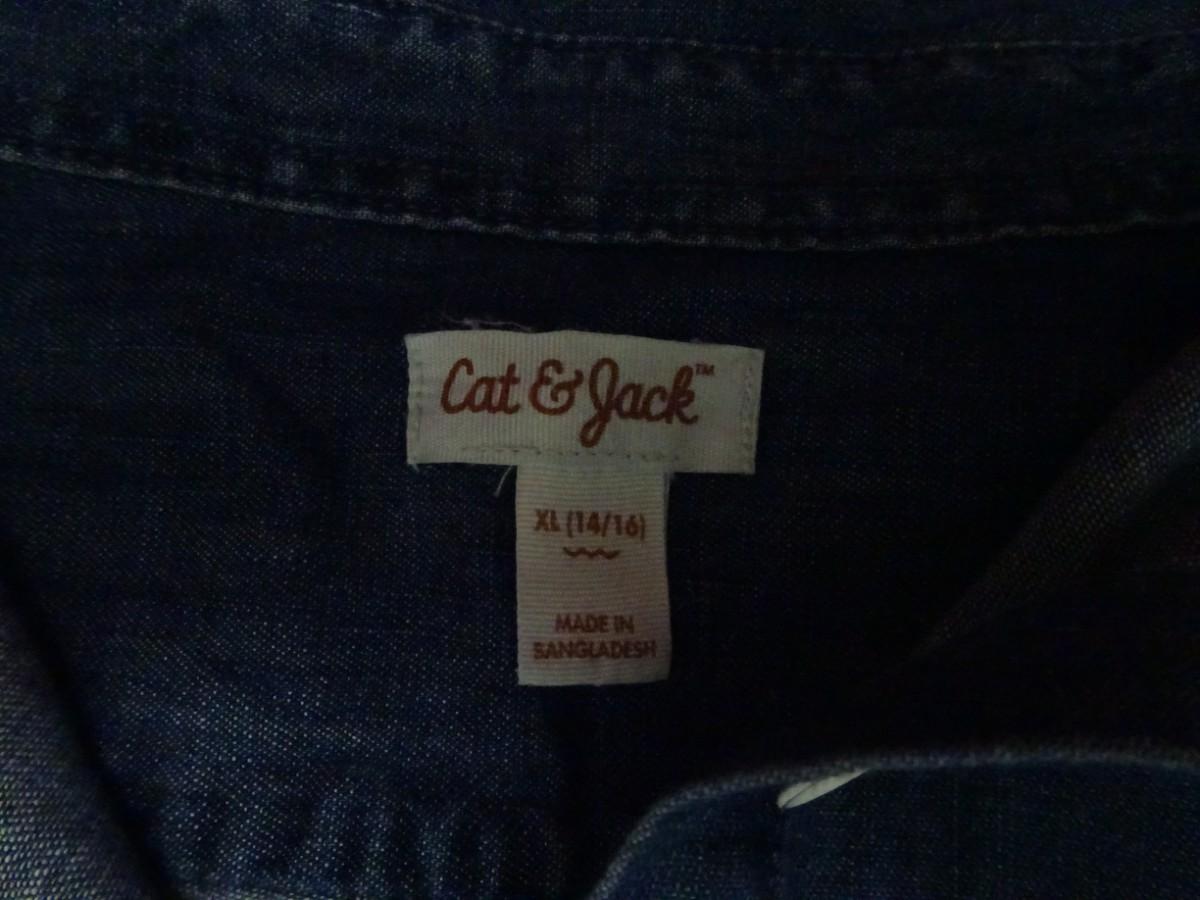 Cat & Jack™
XL (14/16)
MADE IN
BANGLADESH